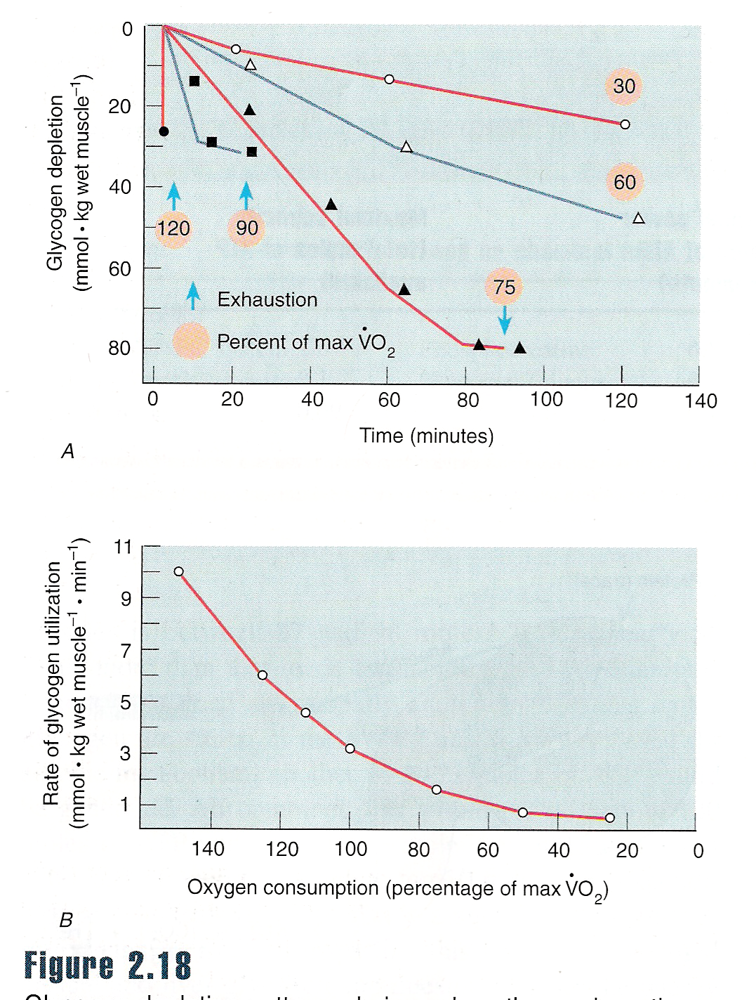 Glycogen depletion
(mmol • kg wet muscle⁻¹)
0
20
40
60
80
30
60
120
90
75
Exhaustion
Percent of max V̇O₂
0 20 40 60 80 100 120 140
Time (minutes)
A
Rate of glycogen utilization
(mmol • kg wet muscle⁻¹ • min⁻¹)
11
9
7
5
3
1
140 120 100 80 60 40 20 0
Oxygen consumption (percentage of max V̇O₂)
B
Figure 2.18